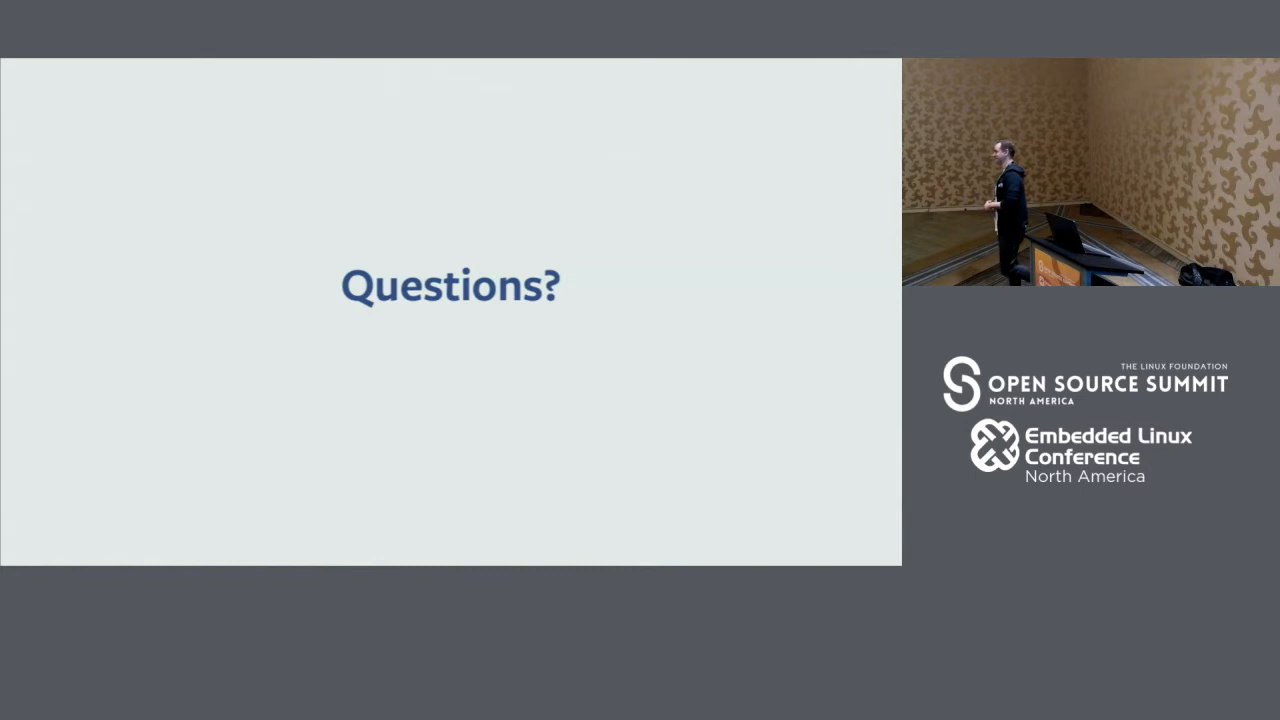 Questions?
THE LINUX FOUNDATION
OPEN SOURCE SUMMIT
NORTH AMERICA
Embedded Linux
Conference
North America